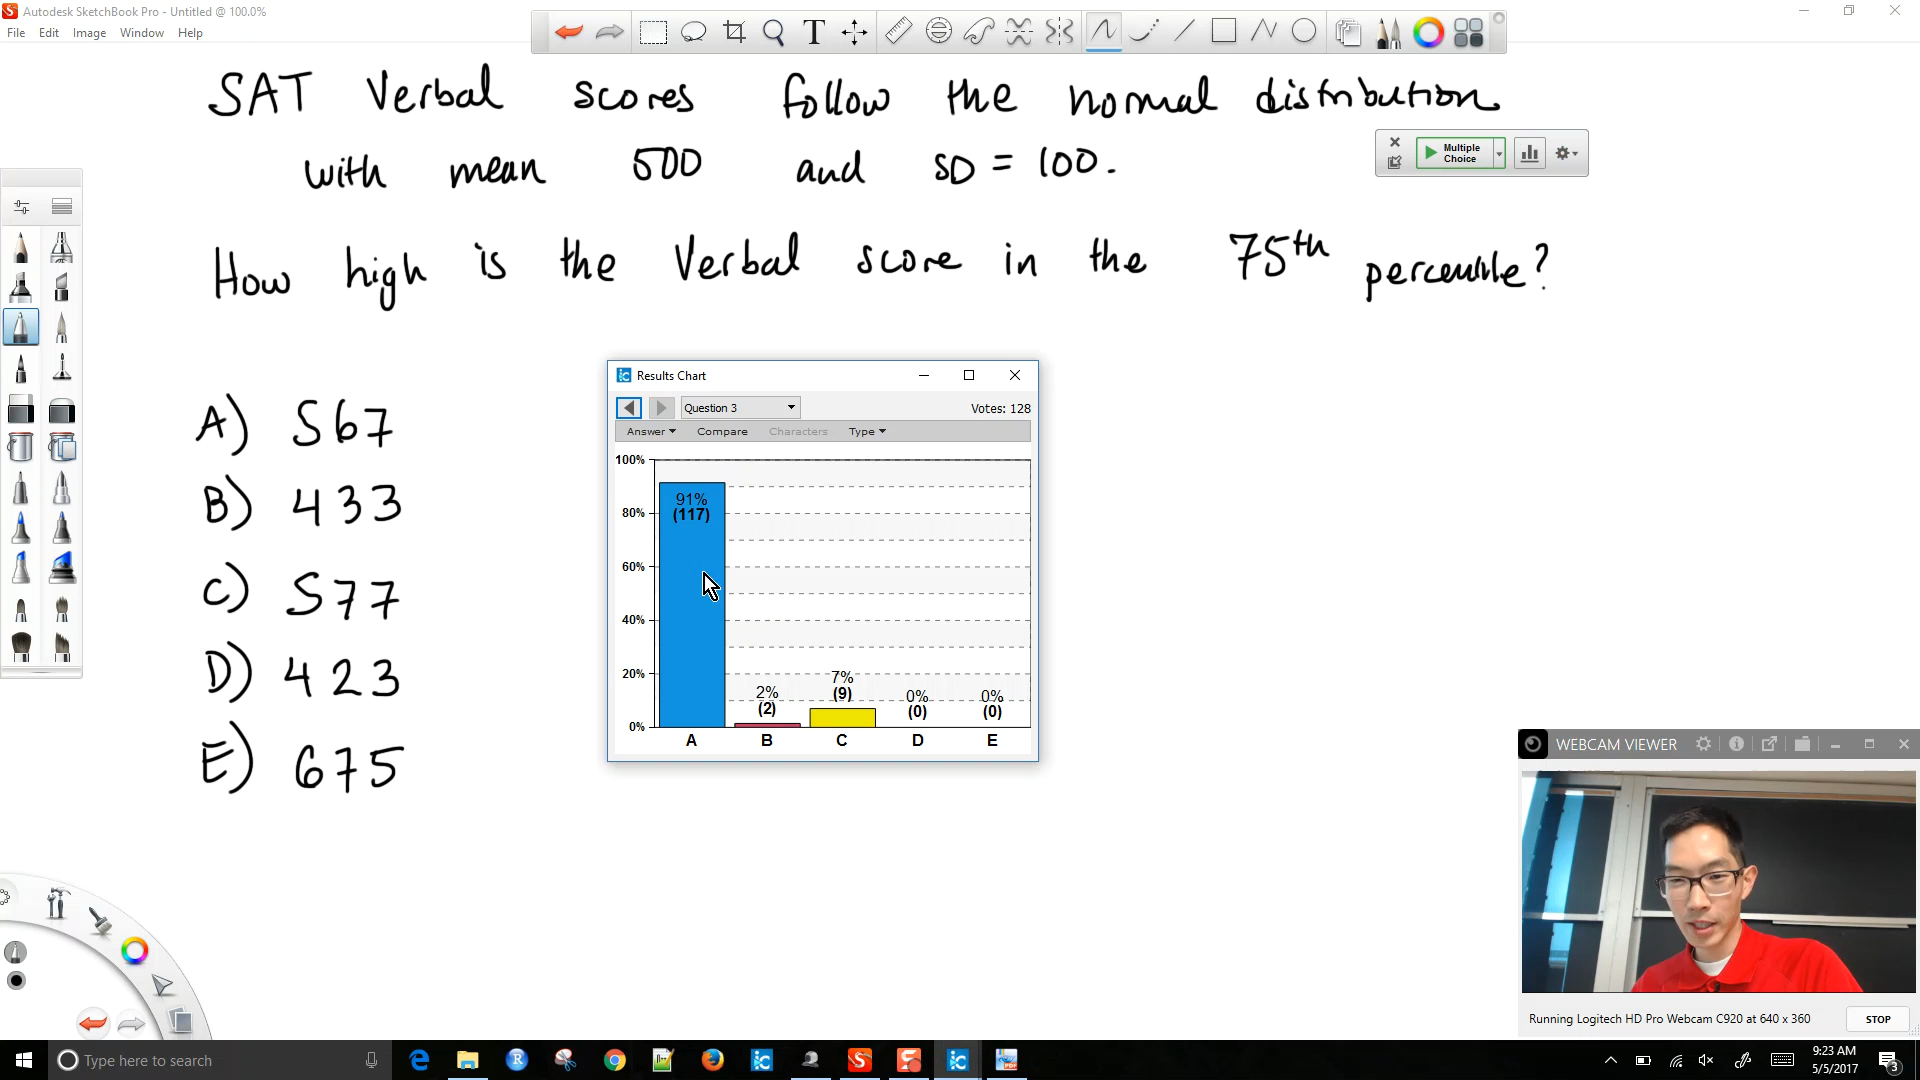 Autodesk SketchBook Pro - Untitled @ 100.0%
File Edit Image Window Help
SAT Verbal scores follow the normal distribution
with mean 500 and SD = 100.
Multiple
Choice
How high is the Verbal score in the 75th percentile?
A) 567
B) 433
C) 577
D) 423
E) 675
Results Chart
Question 3
Votes: 128
Answer Compare Characters Type
100%
80%
60%
40%
20%
0%
91%
(117)
2%
(2)
7%
(9)
0%
(0)
0%
(0)
A B C D E
WEBCAM VIEWER
Running Logitech HD Pro Webcam C920 at 640 x 360
STOP
Type here to search
9:23 AM
5/5/2017
3